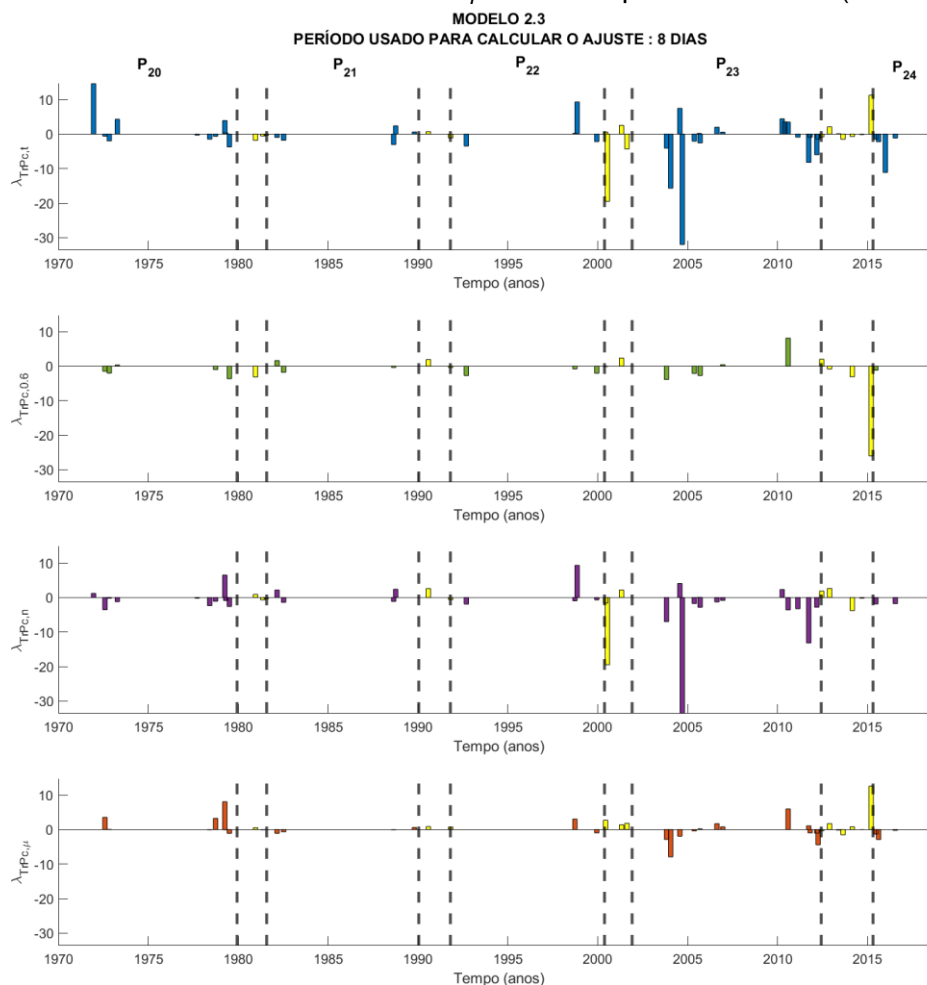 MODELO 2.3
PERÍODO USADO PARA CALCULAR O AJUSTE : 8 DIAS
P20 P21 P22 P23 P24
10
0
-10
-20
-30
λTrPc,t
1970 1975 1980 1985 1990 1995 2000 2005 2010 2015
Tempo (anos)
10
0
-10
-20
-30
λTrPc,0.6
1970 1975 1980 1985 1990 1995 2000 2005 2010 2015
Tempo (anos)
10
0
-10
-20
-30
λTrPc,n
1970 1975 1980 1985 1990 1995 2000 2005 2010 2015
Tempo (anos)
10
0
-10
-20
-30
λTrPc,μ
1970 1975 1980 1985 1990 1995 2000 2005 2010 2015
Tempo (anos)